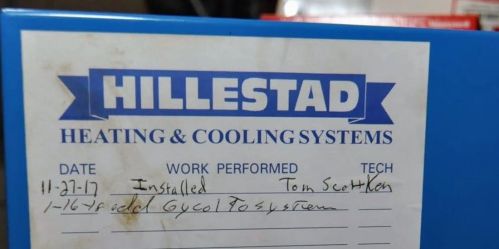 HILLESTAD
HEATING & COOLING SYSTEMS
DATE WORK PERFORMED TECH
11-27-17 Installed Tom Scott Ken
1-16-18 add Gycol To system